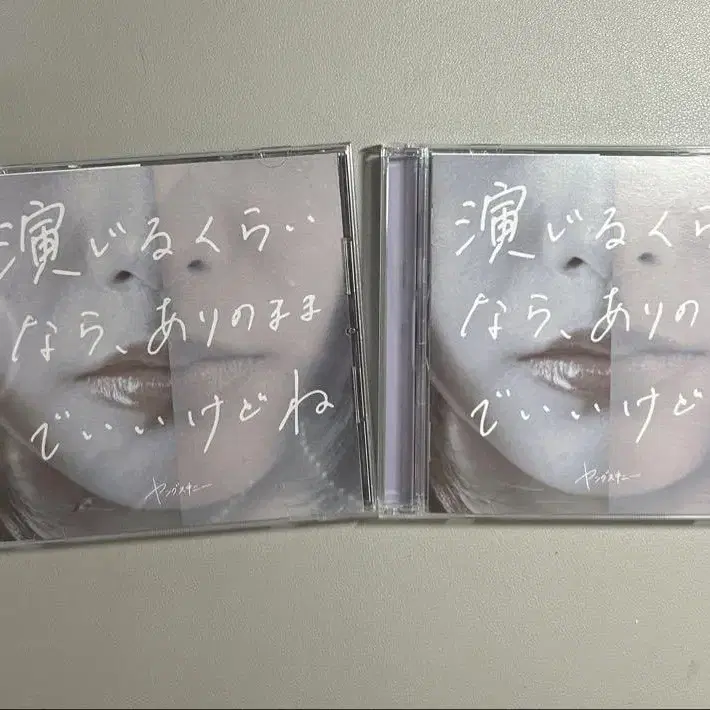 演じるくらい
なら、ありのまま
でいいけどね
ヤングスキニー
演じるくら
なら、ありの
でいいけど
ヤングスキニー